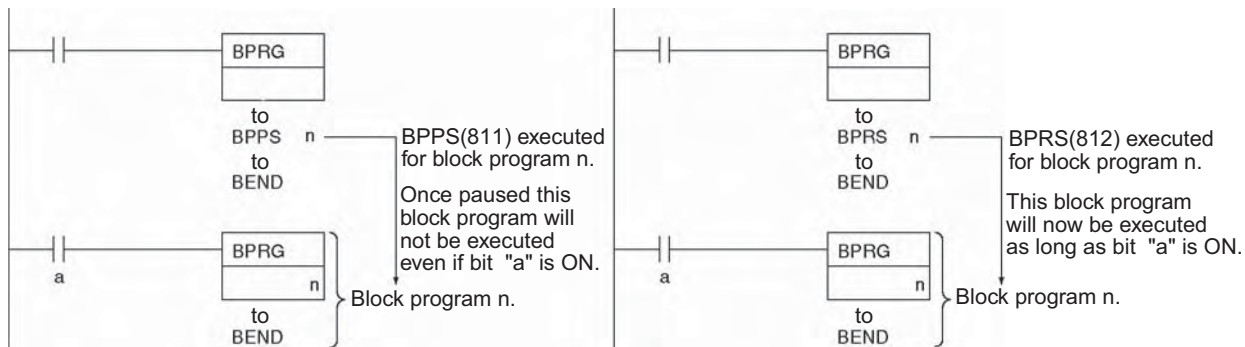 BPRG
to
BPPS n
to
BEND
BPPS(811) executed
for block program n.
Once paused this
block program will
not be executed
even if bit "a" is ON.
a
BPRG
n
Block program n.
to
BEND
BPRG
to
BPRS n
to
BEND
BPRS(812) executed
for block program n.
This block program
will now be executed
as long as bit "a" is ON.
a
BPRG
n
Block program n.
to
BEND